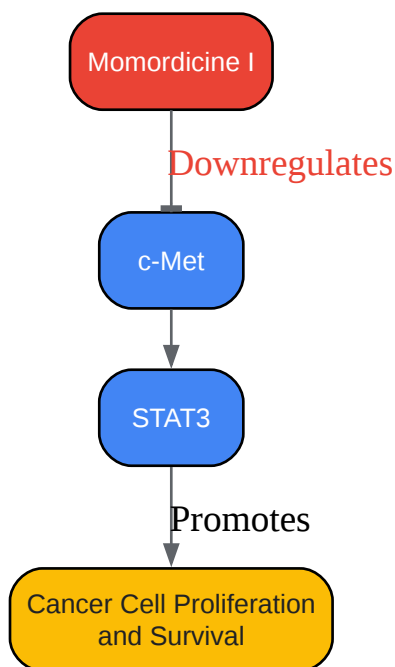 Momordicine I
Downregulates
c-Met
STAT3
Promotes
Cancer Cell Proliferation
and Survival